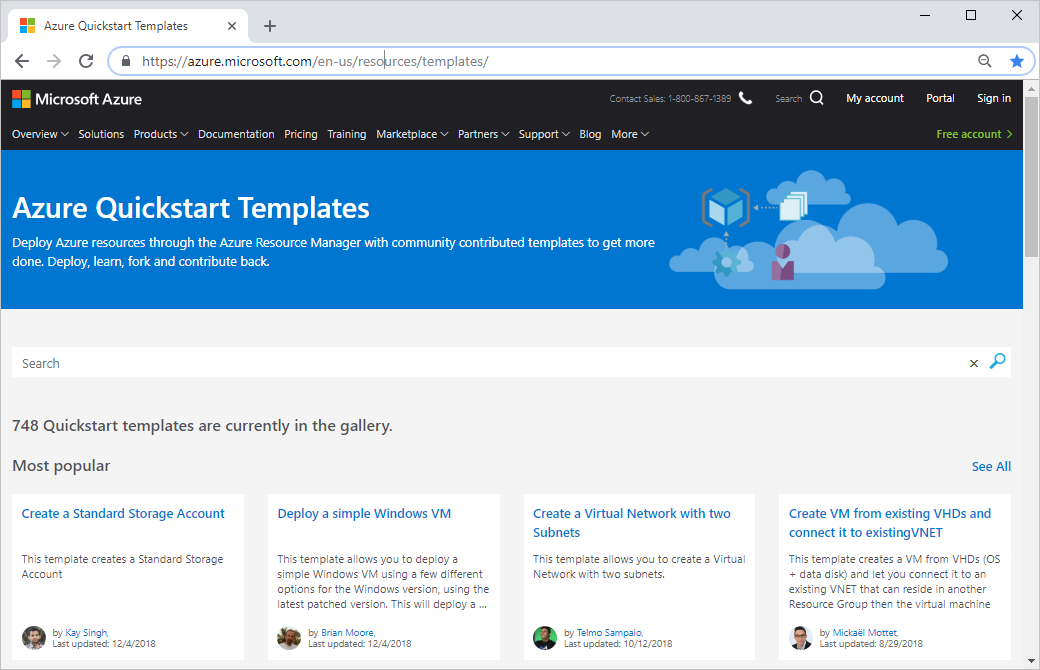 Azure Quickstart Templates
https://azure.microsoft.com/en-us/resources/templates/
Microsoft Azure
Contact Sales: 1-800-867-1389
Search
My account
Portal
Sign in
Overview Solutions Products Documentation Pricing Training Marketplace Partners Support Blog More
Free account
Azure Quickstart Templates
Deploy Azure resources through the Azure Resource Manager with community contributed templates to get more
done. Deploy, learn, fork and contribute back.
Search
748 Quickstart templates are currently in the gallery.
Most popular
See All
Create a Standard Storage Account
This template creates a Standard Storage
Account
by Kay Singh,
Last updated: 12/4/2018
Deploy a simple Windows VM
This template allows you to deploy a
simple Windows VM using a few different
options for the Windows version, using the
latest patched version. This will deploy a ...
by Brian Moore,
Last updated: 12/4/2018
Create a Virtual Network with two
Subnets
This template allows you to create a Virtual
Network with two subnets.
by Telmo Sampaio,
Last updated: 10/12/2018
Create VM from existing VHDs and
connect it to existingVNET
This template creates a VM from VHDs (OS
+ data disk) and let you connect it to an
existing VNET that can reside in another
Resource Group then the virtual machine
by Mickaël Mottet,
Last updated: 8/29/2018